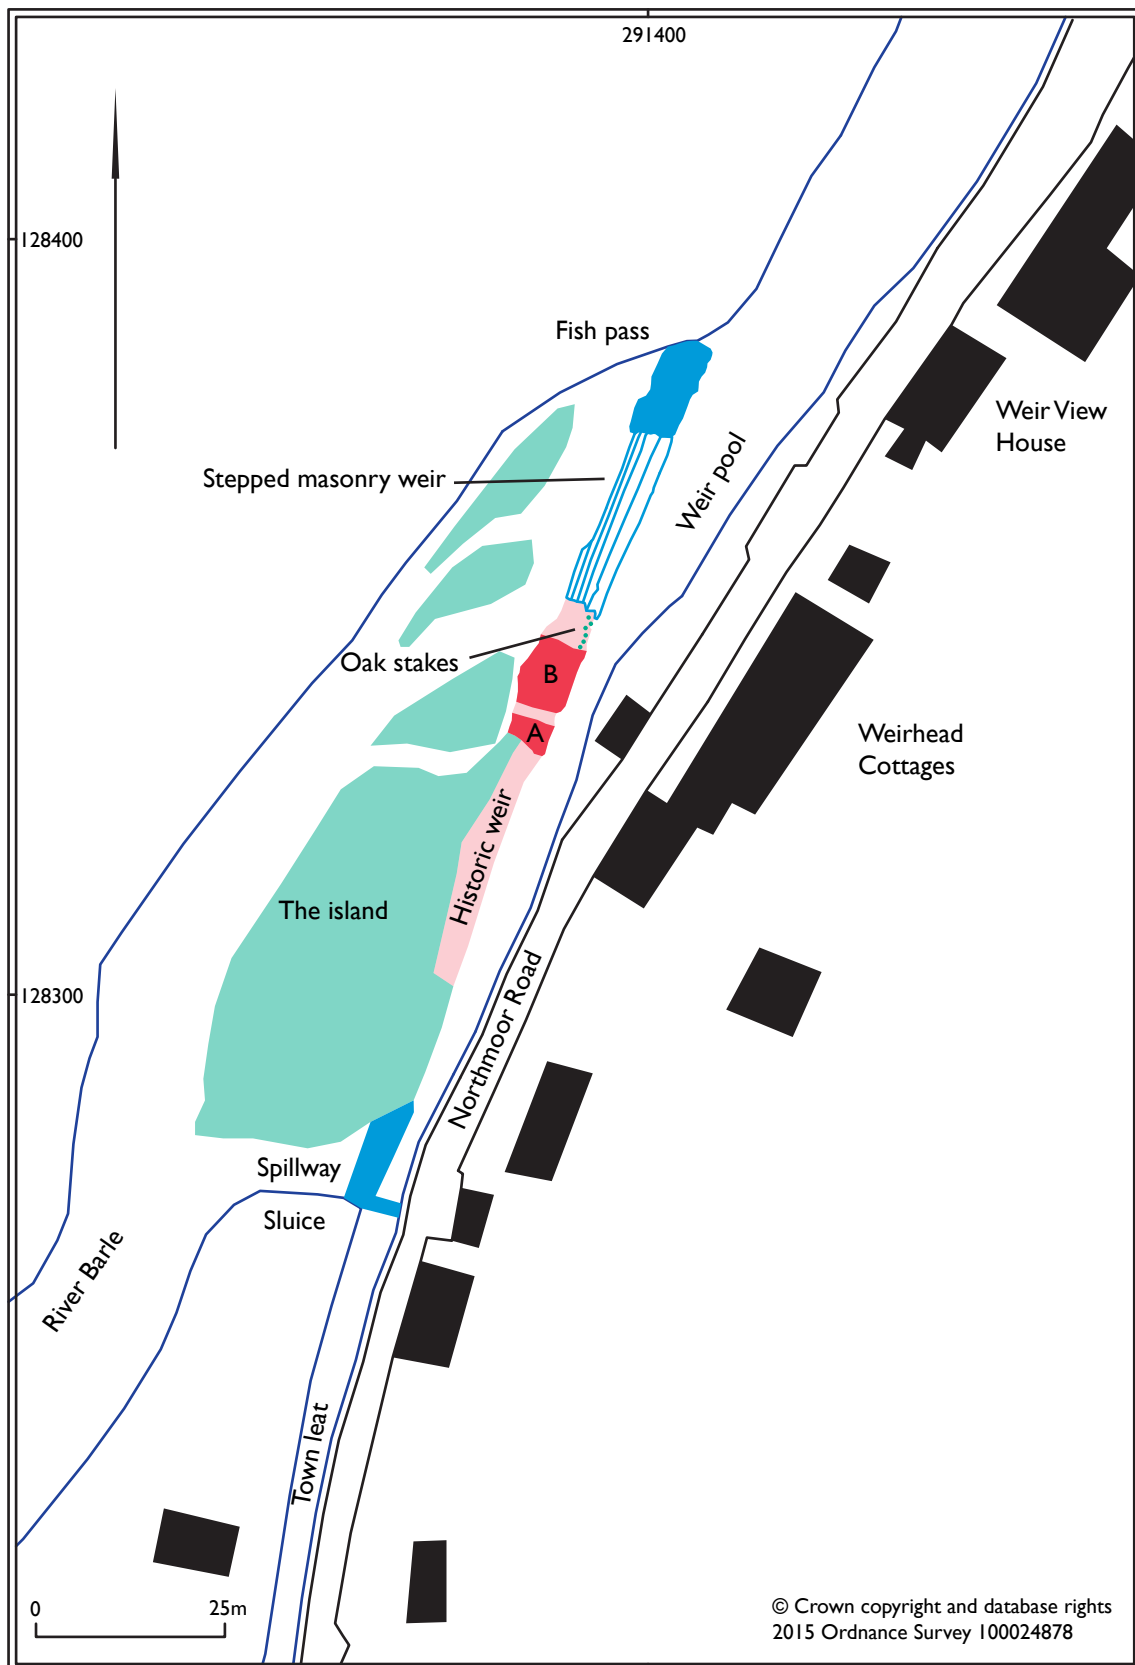 291400
128400
Fish pass
Weir View
House
Stepped masonry weir
Weir pool
Oak stakes
B
A
Weirhead
Cottages
Historic weir
The island
128300
Northmoor Road
Spillway
Sluice
River Barle
Town leat
0 25m
© Crown copyright and database rights
2015 Ordnance Survey 100024878